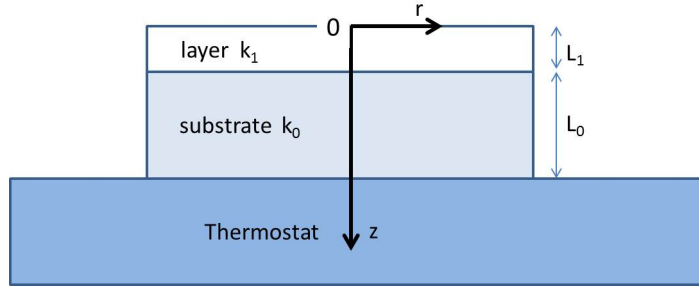 0
r
layer k₁
L₁
substrate k₀
L₀
Thermostat
z